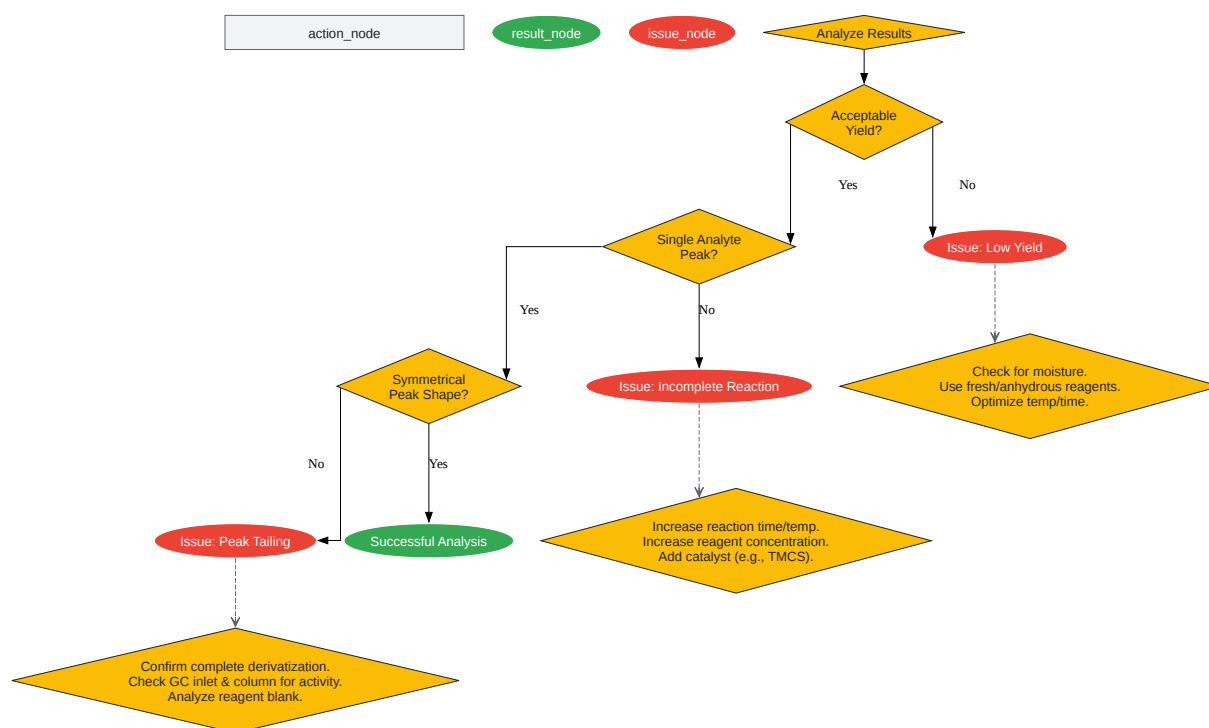 action_node
result_node
issue_node
Analyze Results
Acceptable
Yield?
Yes
No
Single Analyte
Peak?
Issue: Low Yield
Yes
No
Check for moisture.
Use fresh/anhydrous reagents.
Optimize temp/time.
Symmetrical
Peak Shape?
Issue: Incomplete Reaction
No
Yes
Increase reaction time/temp.
Increase reagent concentration.
Add catalyst (e.g., TMCS).
Issue: Peak Tailing
Successful Analysis
Confirm complete derivatization.
Check GC inlet & column for activity.
Analyze reagent blank.